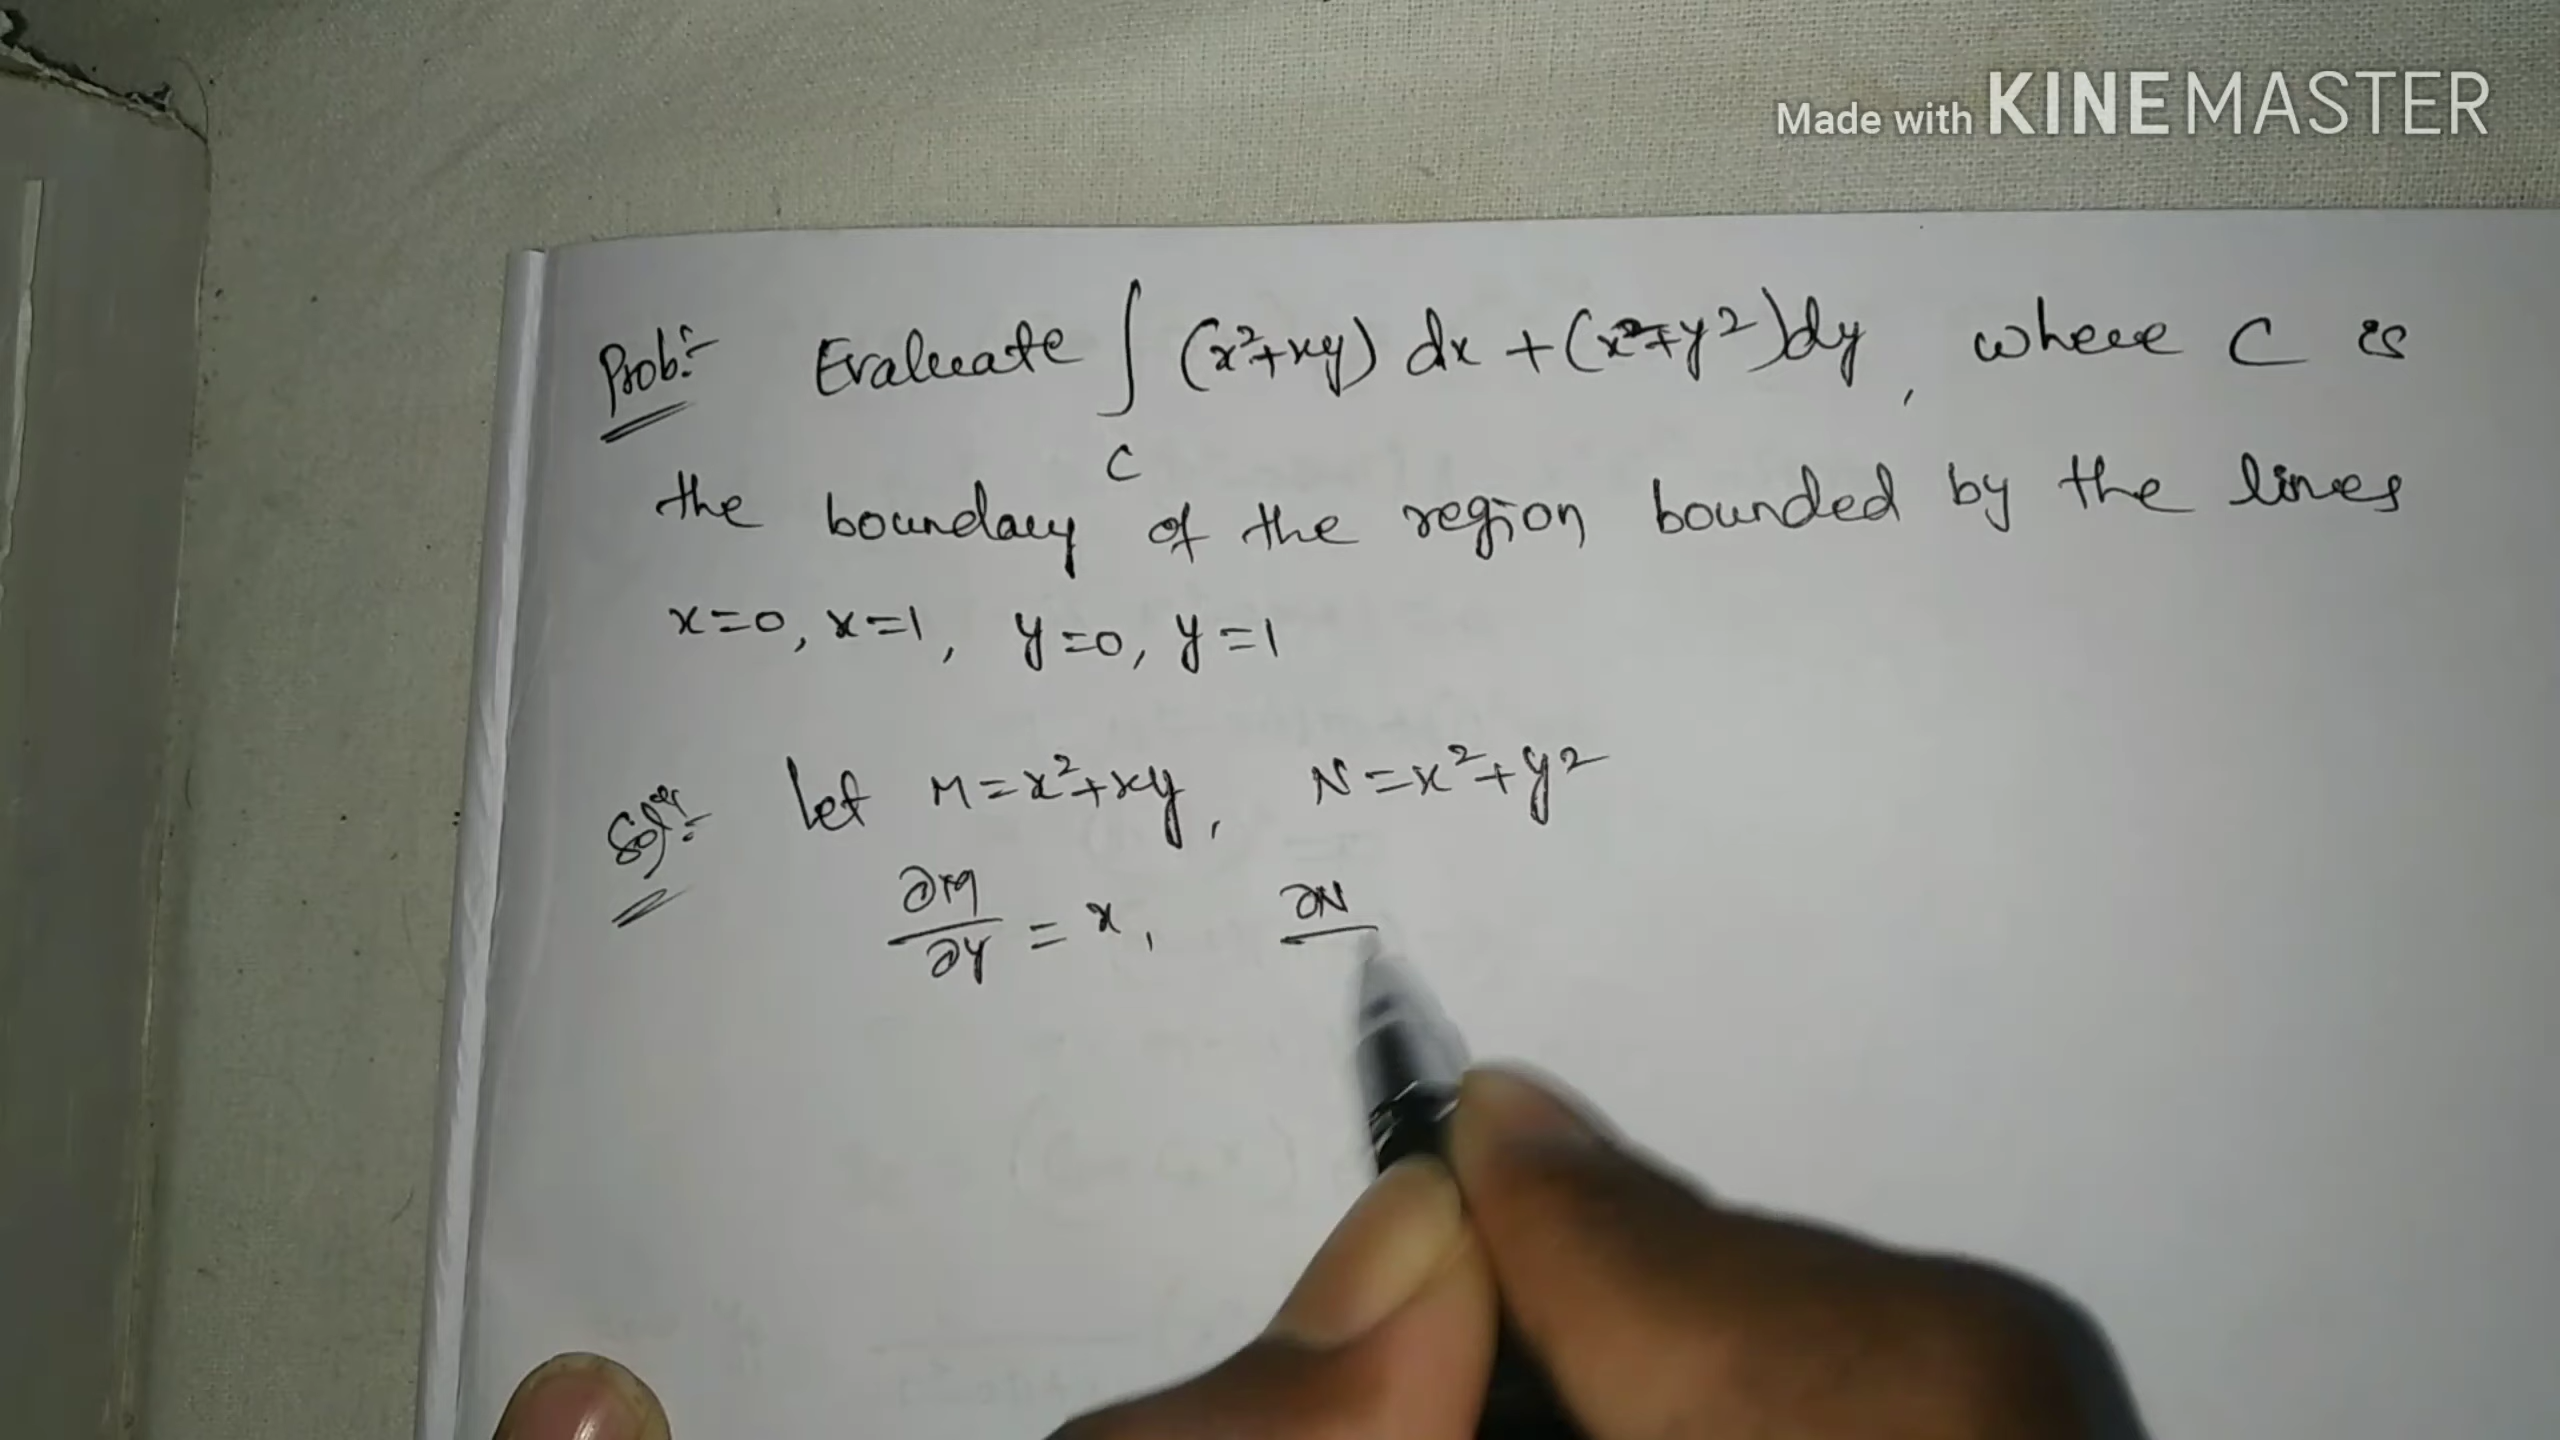 Made with KINEMASTER
Prob:- Evaluate ∫ (x²+xy) dx + (x²+y²)dy, where C is
C
the boundary of the region bounded by the lines
x=0, x=1, y=0, y=1
Sol:- Let M=x²+xy, N=x²+y²
∂M/∂y = x, ∂N